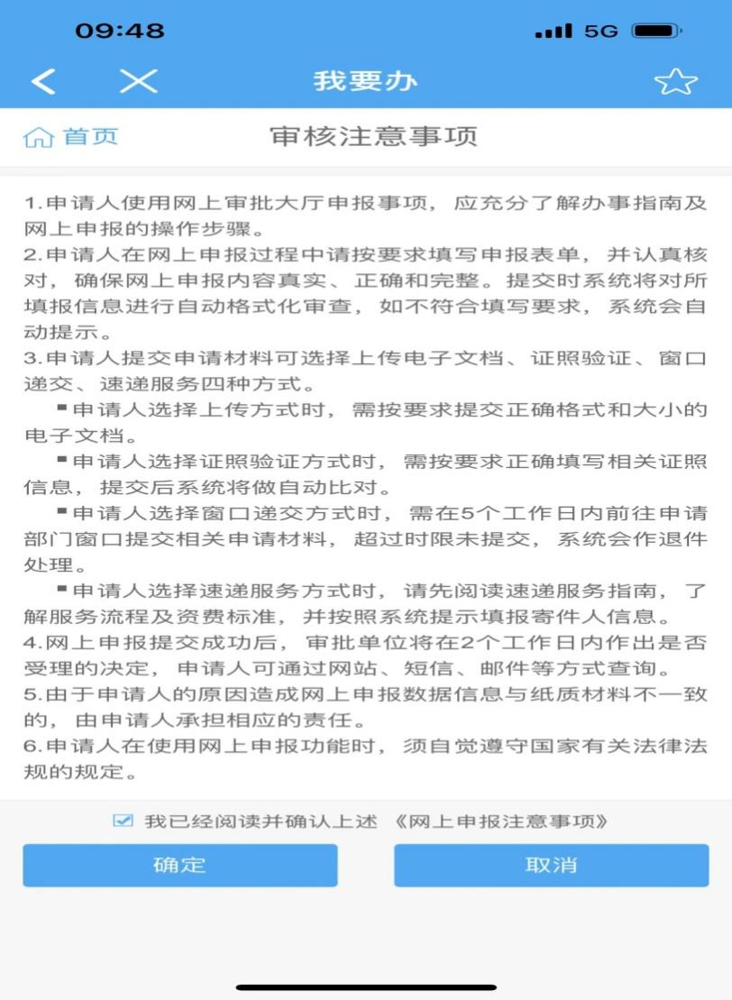 09:48
5G
我要办
首页
审核注意事项
1.申请人使用网上审批大厅申报事项，应充分了解办事指南及
网上申报的操作步骤。
2.申请人在网上申报过程中请按要求填写申报表单，并认真核
对，确保网上申报内容真实、正确和完整。提交时系统将对所
填报信息进行自动格式化审查，如不符合填写要求，系统会自
动提示。
3.申请人提交申请材料可选择上传电子文档、证照验证、窗口
递交、速递服务四种方式。
▪申请人选择上传方式时，需按要求提交正确格式和大小的
电子文档。
▪申请人选择证照验证方式时，需按要求正确填写相关证照
信息，提交后系统将做自动比对。
▪申请人选择窗口递交方式时，需在5个工作日内前往申请
部门窗口提交相关申请材料，超过时限未提交，系统会作退件
处理。
▪申请人选择速递服务方式时，请先阅读速递服务指南，了
解服务流程及资费标准，并按照系统提示填报寄件人信息。
4.网上申报提交成功后，审批单位将在2个工作日内作出是否
受理的决定，申请人可通过网站、短信、邮件等方式查询。
5.由于申请人的原因造成网上申报数据信息与纸质材料不一致
的，由申请人承担相应的责任。
6.申请人在使用网上申报功能时，须自觉遵守国家有关法律法
规的规定。
我已经阅读并确认上述 《网上申报注意事项》
确定
取消